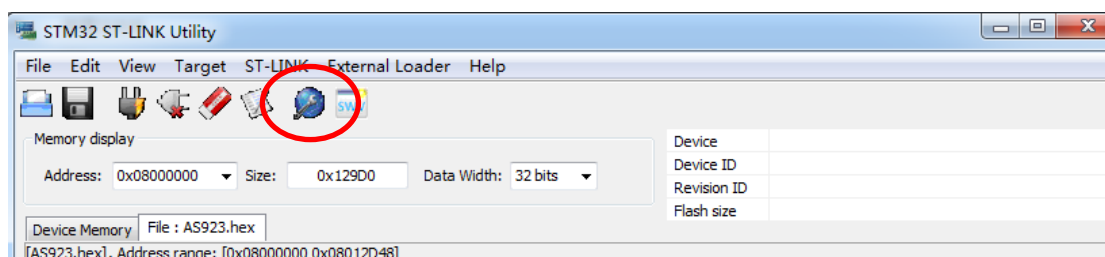 STM32 ST-LINK Utility
File Edit View Target ST-LINK External Loader Help
SWV
Memory display
Address: 0x08000000 Size: 0x129D0 Data Width: 32 bits
Device
Device ID
Revision ID
Flash size
Device Memory File : AS923.hex
[AS923.hex], Address range: [0x08000000 0x08012D48]